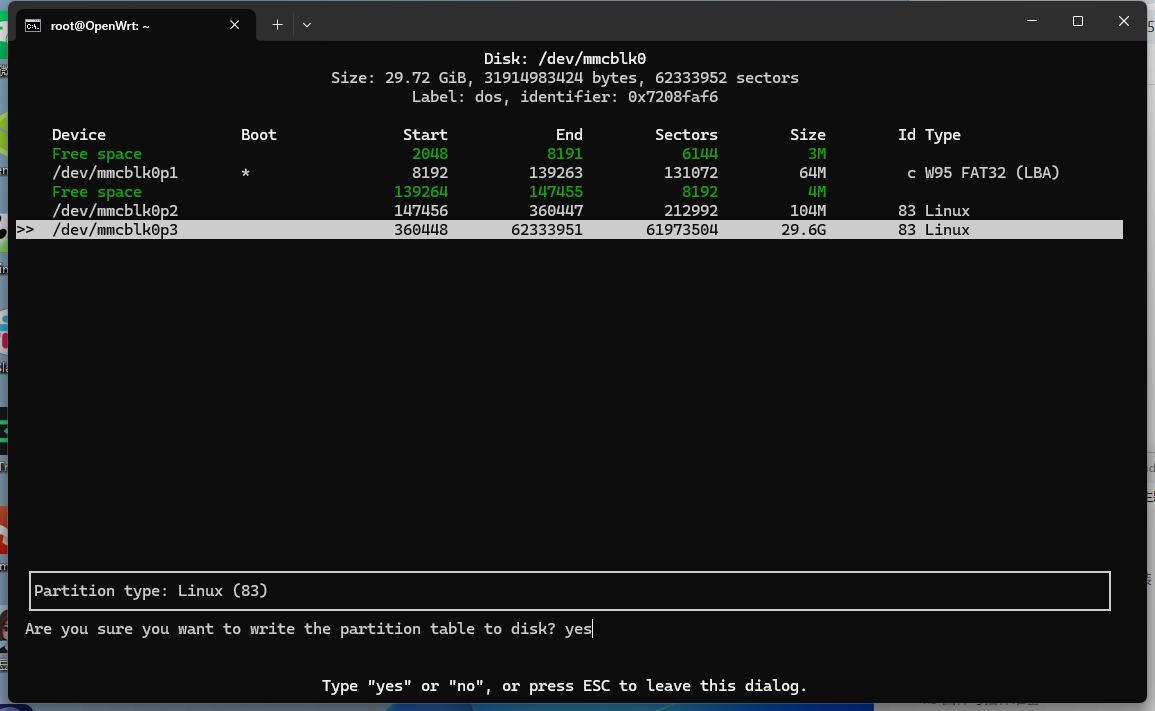 root@OpenWrt: ~
Disk: /dev/mmcblk0
Size: 29.72 GiB, 31914983424 bytes, 62333952 sectors
Label: dos, identifier: 0x7208faf6
Device Boot Start End Sectors Size Id Type
Free space 2048 8191 6144 3M
/dev/mmcblk0p1 * 8192 139263 131072 64M c W95 FAT32 (LBA)
Free space 139264 147455 8192 4M
/dev/mmcblk0p2 147456 360447 212992 104M 83 Linux
>> /dev/mmcblk0p3 360448 62333951 61973504 29.6G 83 Linux
Partition type: Linux (83)
Are you sure you want to write the partition table to disk? yes
Type "yes" or "no", or press ESC to leave this dialog.